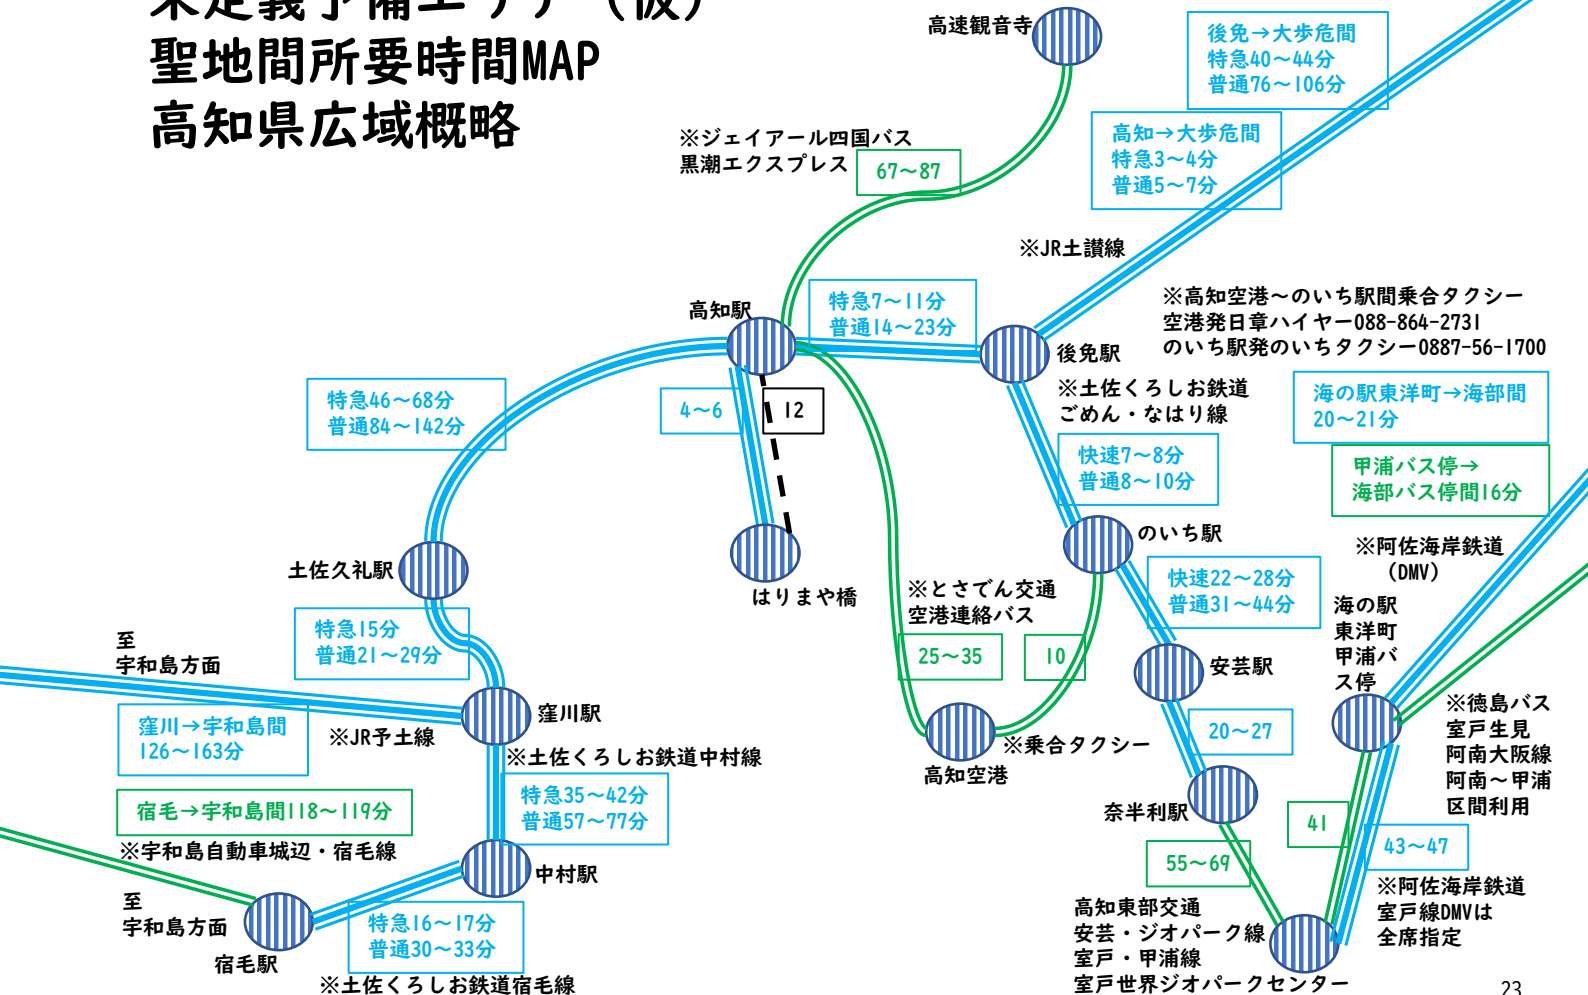 未定義予備エリア(仮)
聖地間所要時間MAP
高知県広域概略
高速観音寺
後免→大歩危間
特急40～44分
普通76～106分
※ジェイアール四国バス
黒潮エクスプレス
67～87
高知→大歩危間
特急3～4分
普通5～7分
※JR土讃線
高知駅
特急7～11分
普通14～23分
※高知空港～のいち駅間乗合タクシー
空港発日章ハイヤー088-864-2731
のいち駅発のいちタクシー0887-56-1700
後免駅
※土佐くろしお鉄道
ごめん・なはり線
特急46～68分
普通84～142分
4～6
12
海の駅東洋町→海部間
20～21分
快速7～8分
普通8～10分
甲浦バス停→
海部バス停間16分
のいち駅
※阿佐海岸鉄道
(DMV)
土佐久礼駅
はりまや橋
※とさでん交通
空港連絡バス
快速22～28分
普通31～44分
海の駅
東洋町
甲浦バ
ス停
特急15分
普通21～29分
至
宇和島方面
25～35
10
安芸駅
窪川駅
窪川→宇和島間
126～163分
※JR予土線
※土佐くろしお鉄道中村線
※乗合タクシー
高知空港
20～27
※徳島バス
室戸生見
阿南大阪線
阿南～甲浦
区間利用
特急35～42分
普通57～77分
宿毛→宇和島間118～119分
※宇和島自動車城辺・宿毛線
奈半利駅
41
43～47
55～69
中村駅
至
宇和島方面
特急16～17分
普通30～33分
宿毛駅
※土佐くろしお鉄道宿毛線
高知東部交通
安芸・ジオパーク線
室戸・甲浦線
室戸世界ジオパークセンター
※阿佐海岸鉄道
室戸線DMVは
全席指定
23